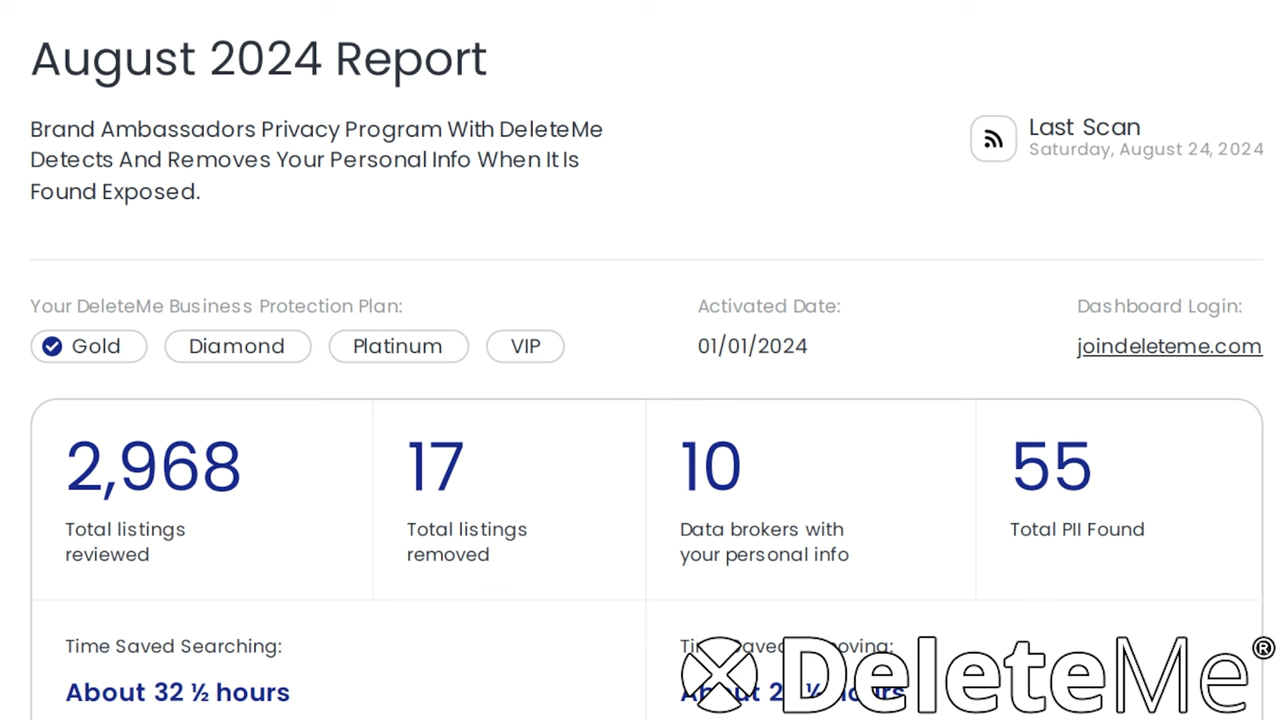 August 2024 Report
Brand Ambassadors Privacy Program With DeleteMe
Detects And Removes Your Personal Info When It Is
Found Exposed.
Last Scan
Saturday, August 24, 2024
Your DeleteMe Business Protection Plan:
Gold
Diamond
Platinum
VIP
Activated Date:
01/01/2024
Dashboard Login:
joindeleteme.com
2,968
Total listings
reviewed
17
Total listings
removed
10
Data brokers with
your personal info
55
Total PII Found
Time Saved Searching:
About 32 ½ hours
DeleteMe®